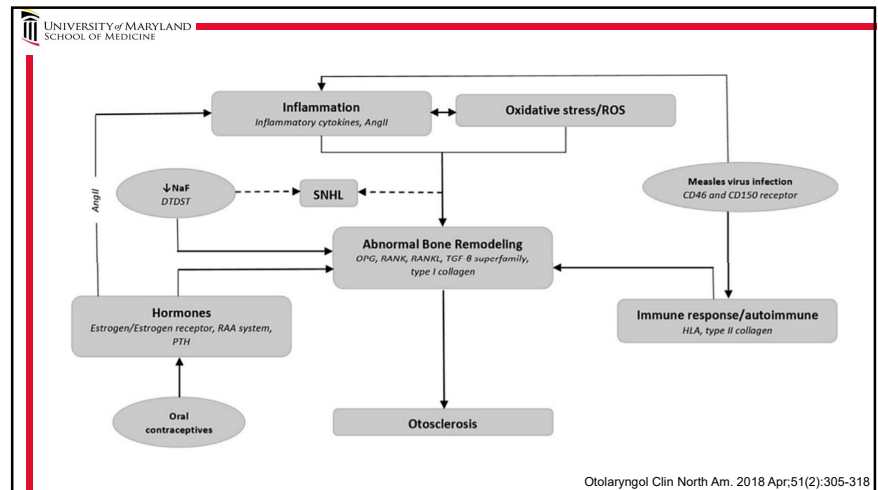 UNIVERSITY of MARYLAND
SCHOOL OF MEDICINE
Inflammation
Inflammatory cytokines, AngII
Oxidative stress/ROS
AngII
↓NaF
DTDST
SNHL
Measles virus infection
CD46 and CD150 receptor
Abnormal Bone Remodeling
OPG, RANK, RANKL, TGF-β superfamily,
type I collagen
Hormones
Estrogen/Estrogen receptor, RAA system,
PTH
Immune response/autoimmune
HLA, type II collagen
Oral
contraceptives
Otosclerosis
Otolaryngol Clin North Am. 2018 Apr;51(2):305-318